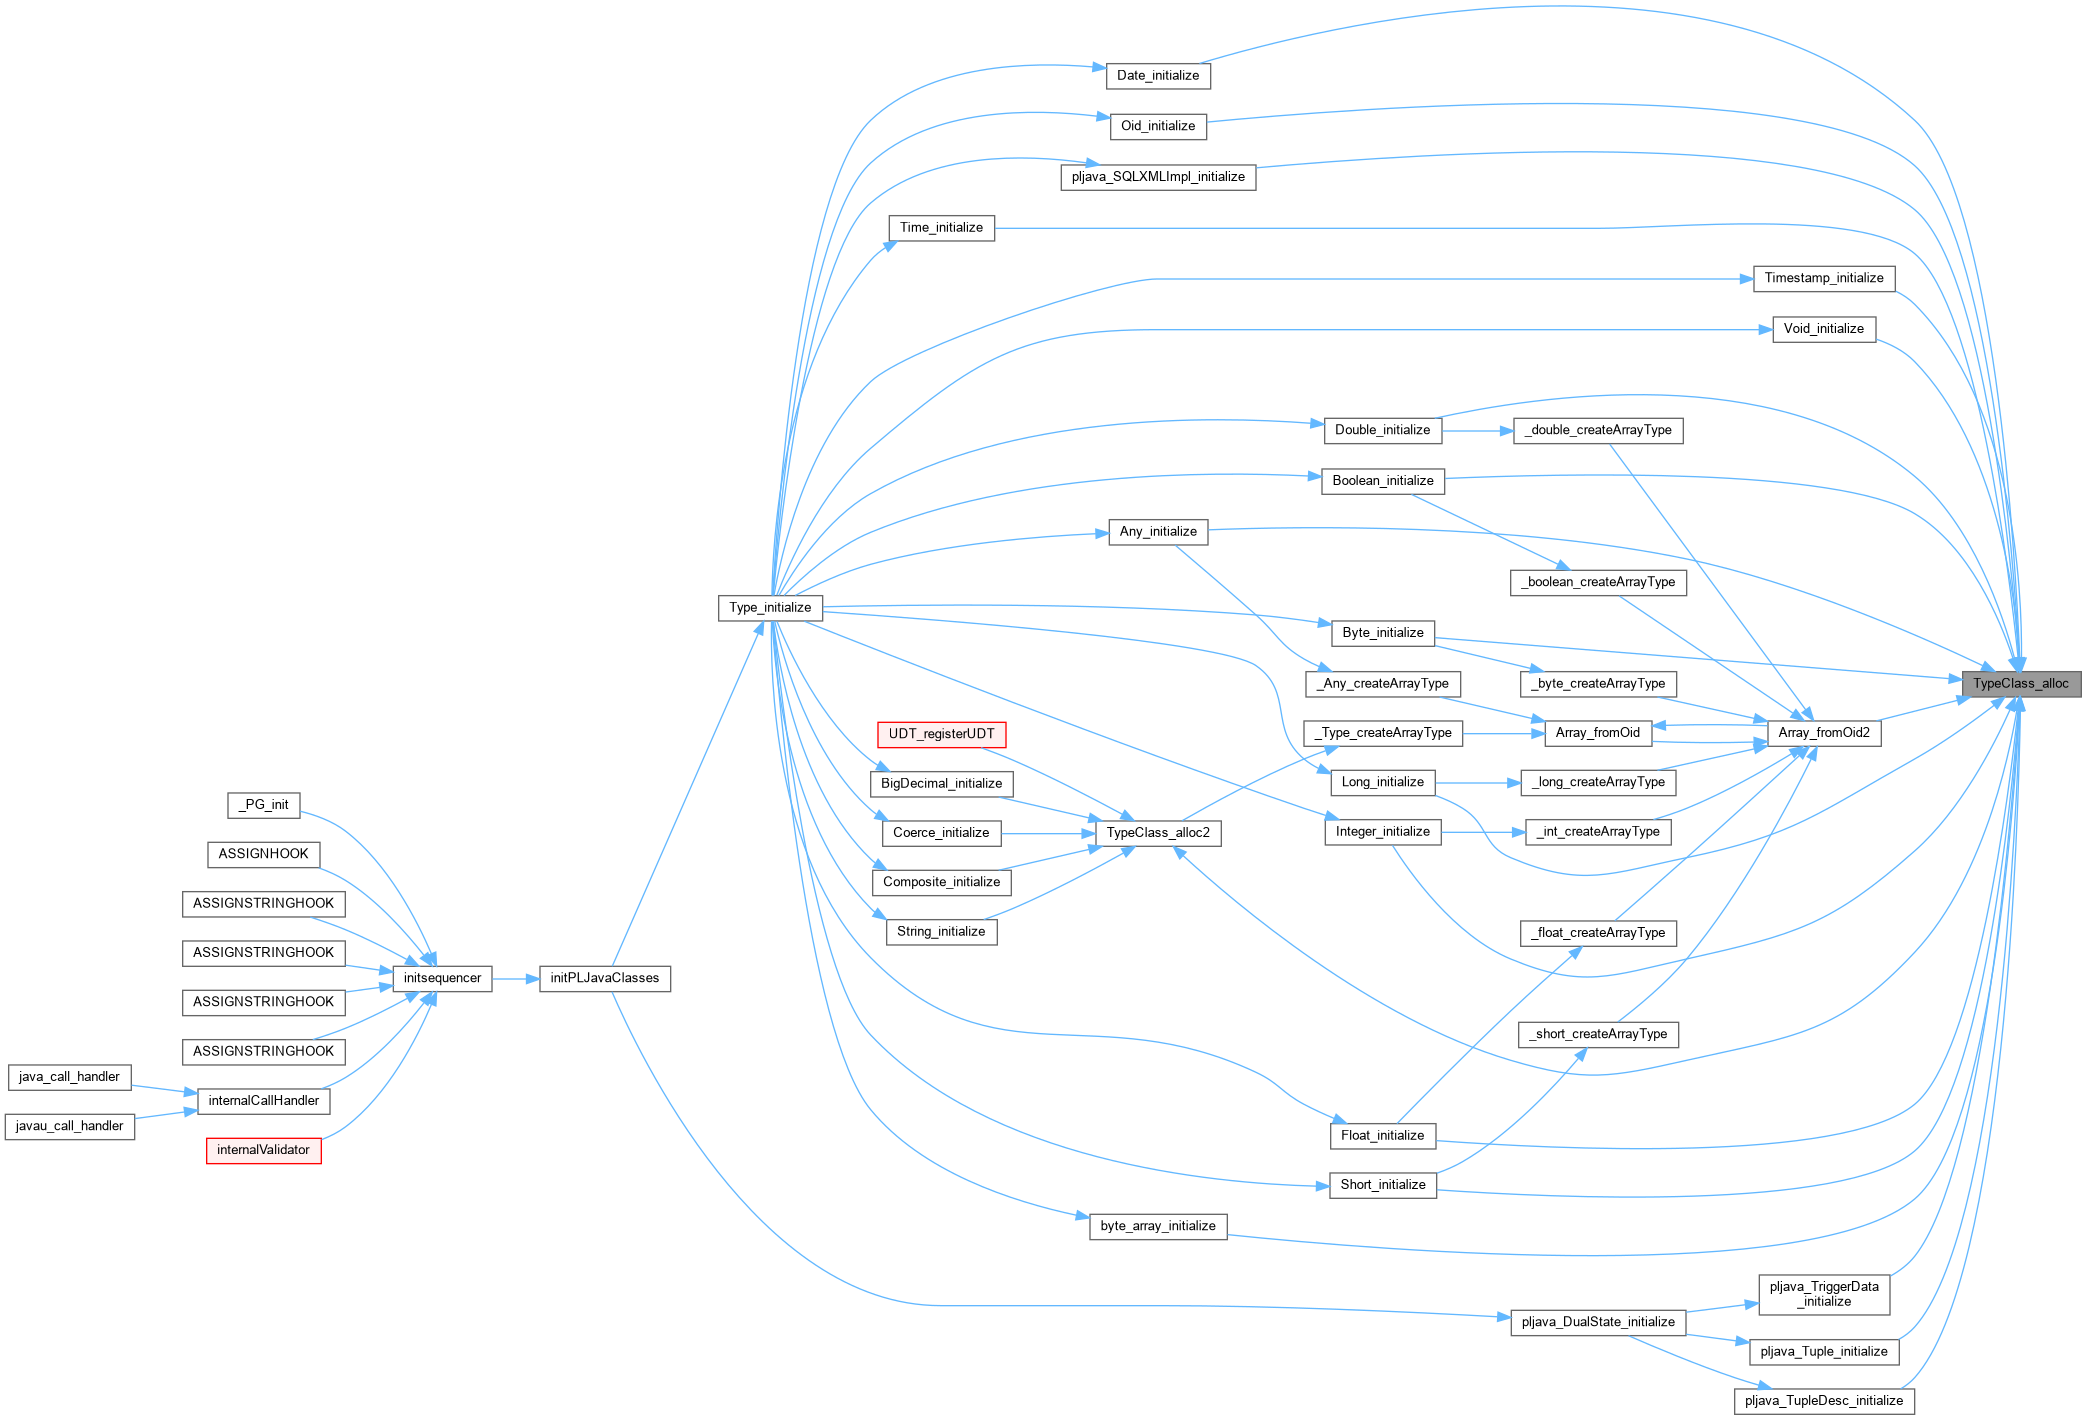 Date_initialize
Oid_initialize
pljava_SQLXMLImpl_initialize
Time_initialize
Timestamp_initialize
Void_initialize
Double_initialize
_double_createArrayType
Boolean_initialize
Any_initialize
_boolean_createArrayType
Type_initialize
Byte_initialize
_Any_createArrayType
_byte_createArrayType
TypeClass_alloc
UDT_registerUDT
_Type_createArrayType
Array_fromOid
Array_fromOid2
BigDecimal_initialize
Long_initialize
_long_createArrayType
_PG_init
Coerce_initialize
TypeClass_alloc2
Integer_initialize
_int_createArrayType
ASSIGNHOOK
Composite_initialize
ASSIGNSTRINGHOOK
String_initialize
_float_createArrayType
ASSIGNSTRINGHOOK
initsequencer
initPLJavaClasses
ASSIGNSTRINGHOOK
_short_createArrayType
ASSIGNSTRINGHOOK
java_call_handler
internalCallHandler
javau_call_handler
Float_initialize
internalValidator
Short_initialize
byte_array_initialize
pljava_TriggerData
_initialize
pljava_DualState_initialize
pljava_Tuple_initialize
pljava_TupleDesc_initialize